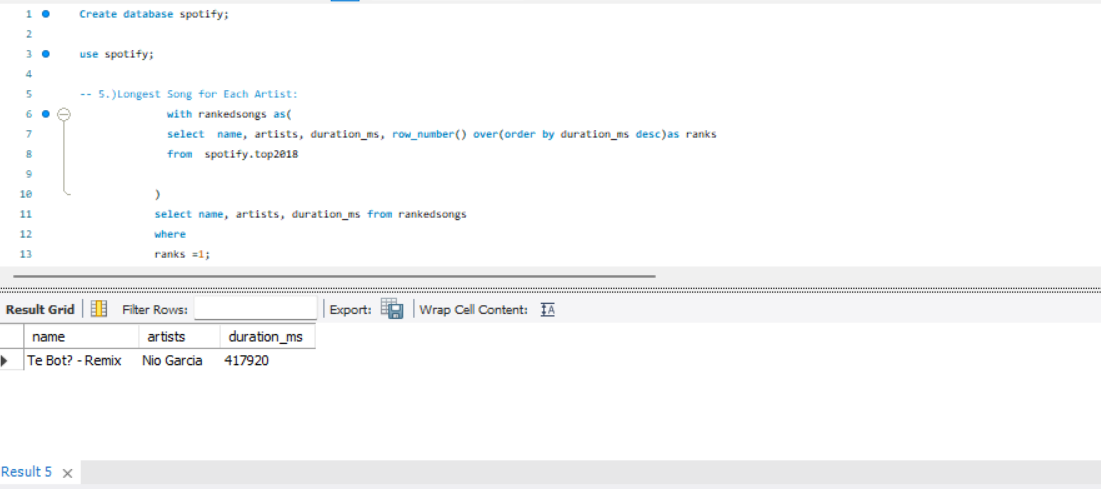 1 Create database spotify;
2
3 use spotify;
4
5 -- 5.)Longest Song for Each Artist:
6 with rankedsongs as(
7 select name, artists, duration_ms, row_number() over(order by duration_ms desc)as ranks
8 from spotify.top2018
9
10 )
11 select name, artists, duration_ms from rankedsongs
12 where
13 ranks =1;
Result Grid Filter Rows: Export: Wrap Cell Content:
name artists duration_ms
Te Bot? - Remix Nio Garcia 417920
Result 5